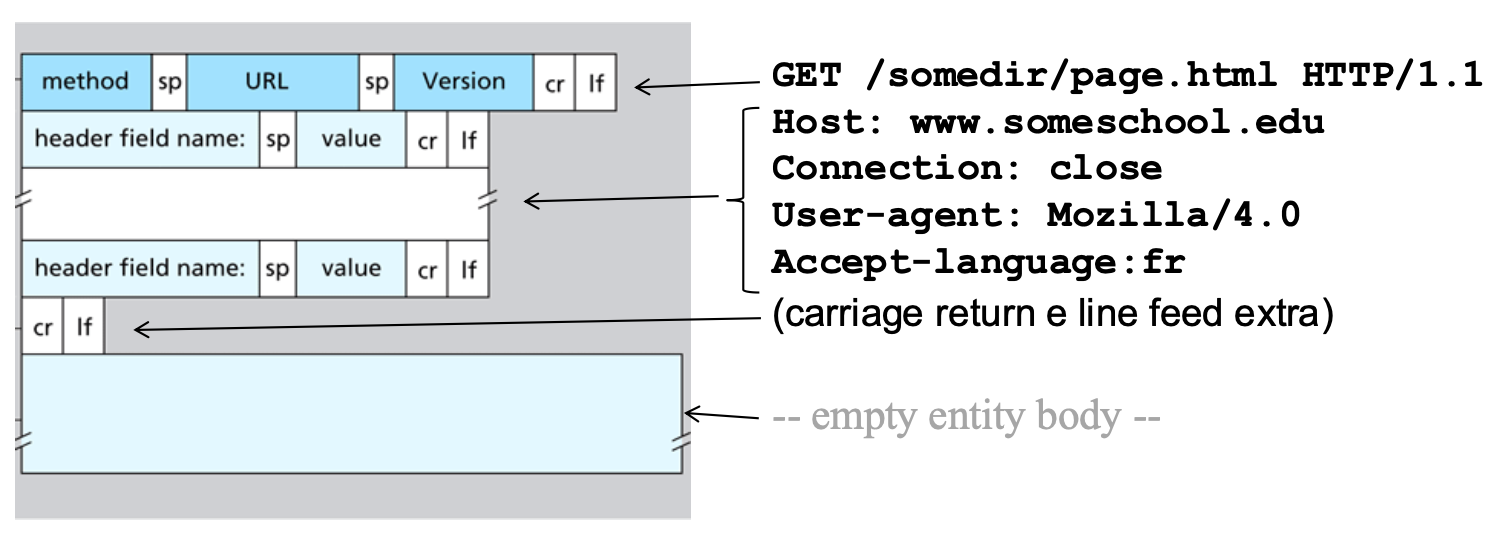 method sp URL sp Version cr lf
GET /somedir/page.html HTTP/1.1
header field name: sp value cr lf
Host: www.someschool.edu
Connection: close
User-agent: Mozilla/4.0
header field name: sp value cr lf
Accept-language:fr
cr lf
(carriage return e line feed extra)
-- empty entity body --